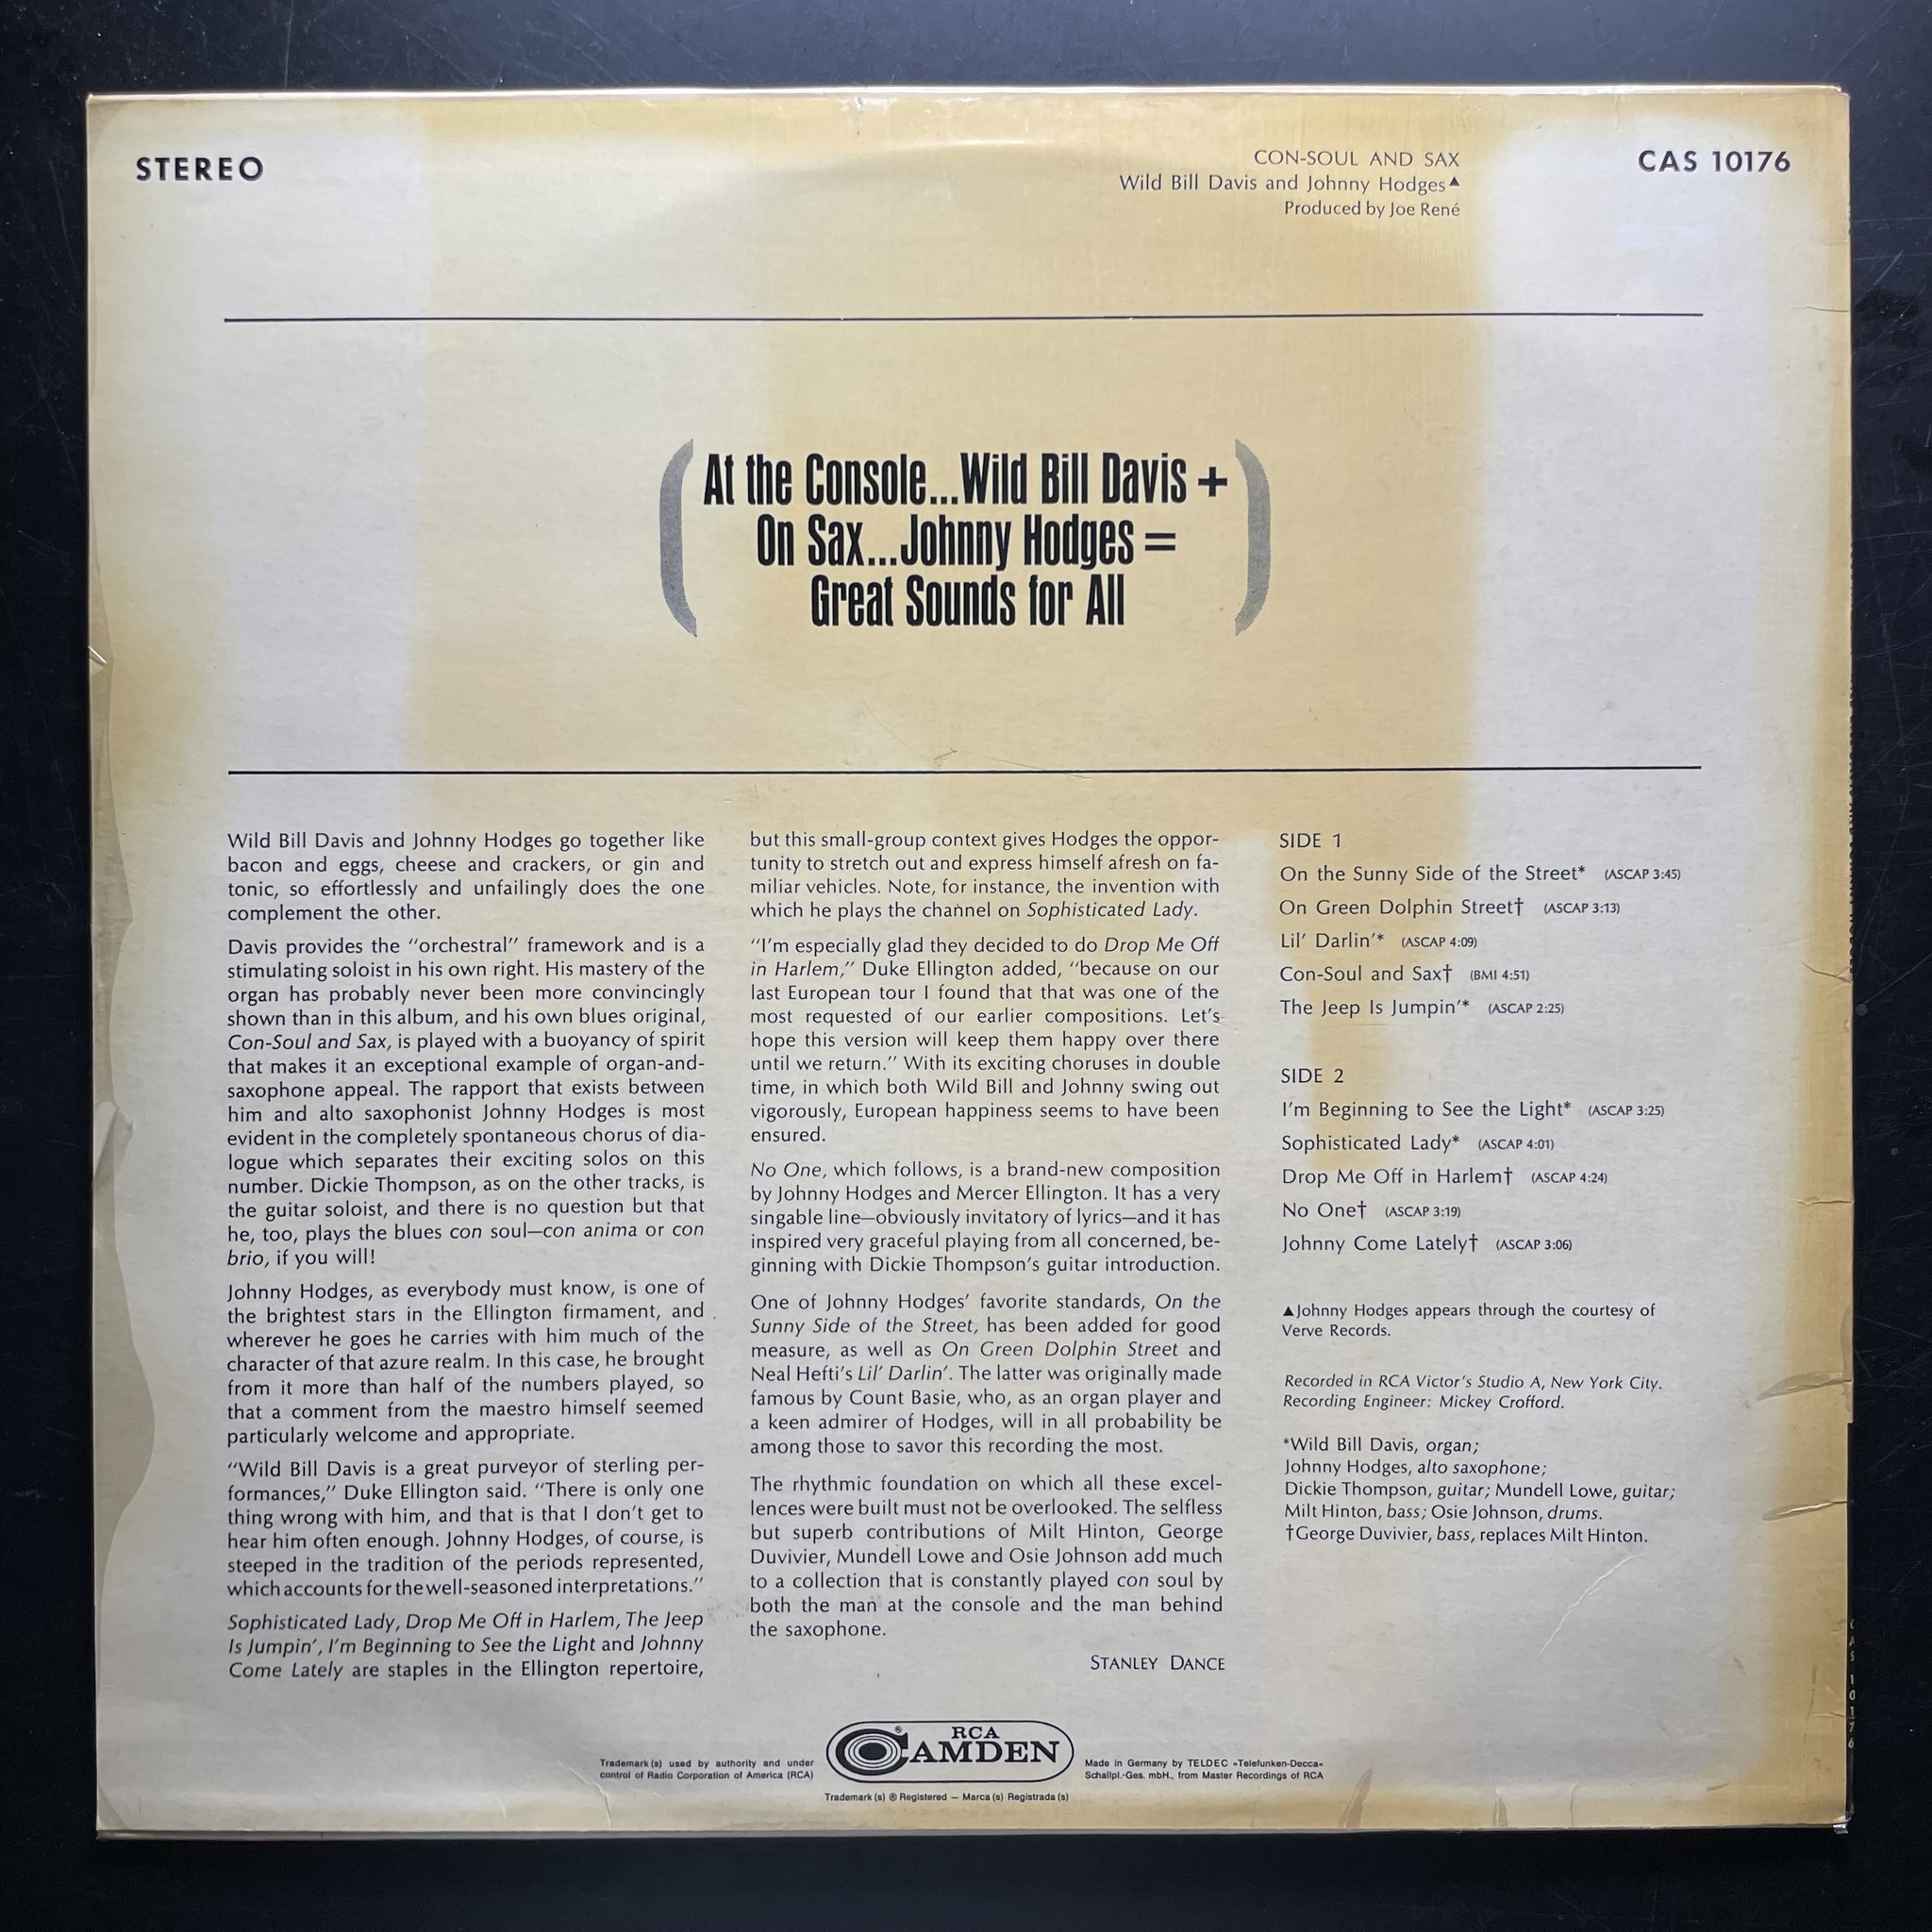 STEREO
CON-SOUL AND SAX
Wild Bill Davis and Johnny Hodges▲
Produced by Joe René
CAS 10176
At the Console...Wild Bill Davis +
On Sax...Johnny Hodges =
Great Sounds for All
Wild Bill Davis and Johnny Hodges go together like
bacon and eggs, cheese and crackers, or gin and
tonic, so effortlessly and unfailingly does the one
complement the other.
Davis provides the “orchestral” framework and is a
stimulating soloist in his own right. His mastery of the
organ has probably never been more convincingly
shown than in this album, and his own blues original,
Con-Soul and Sax, is played with a buoyancy of spirit
that makes it an exceptional example of organ-and-
saxophone appeal. The rapport that exists between
him and alto saxophonist Johnny Hodges is most
evident in the completely spontaneous chorus of dia-
logue which separates their exciting solos on this
number. Dickie Thompson, as on the other tracks, is
the guitar soloist, and there is no question but that
he, too, plays the blues con soul—con anima or con
brio, if you will!
Johnny Hodges, as everybody must know, is one of
the brightest stars in the Ellington firmament, and
wherever he goes he carries with him much of the
character of that azure realm. In this case, he brought
from it more than half of the numbers played, so
that a comment from the maestro himself seemed
particularly welcome and appropriate.
“Wild Bill Davis is a great purveyor of sterling per-
formances,” Duke Ellington said. “There is only one
thing wrong with him, and that is that I don’t get to
hear him often enough. Johnny Hodges, of course, is
steeped in the tradition of the periods represented,
which accounts for the well-seasoned interpretations.”
Sophisticated Lady, Drop Me Off in Harlem, The Jeep
Is Jumpin’, I’m Beginning to See the Light and Johnny
Come Lately are staples in the Ellington repertoire,
but this small-group context gives Hodges the oppor-
tunity to stretch out and express himself afresh on fa-
miliar vehicles. Note, for instance, the invention with
which he plays the channel on Sophisticated Lady.
“I’m especially glad they decided to do Drop Me Off
in Harlem,” Duke Ellington added, “because on our
last European tour I found that that was one of the
most requested of our earlier compositions. Let’s
hope this version will keep them happy over there
until we return.” With its exciting choruses in double
time, in which both Wild Bill and Johnny swing out
vigorously, European happiness seems to have been
ensured.
No One, which follows, is a brand-new composition
by Johnny Hodges and Mercer Ellington. It has a very
singable line—obviously invitatory of lyrics—and it has
inspired very graceful playing from all concerned, be-
ginning with Dickie Thompson’s guitar introduction.
One of Johnny Hodges’ favorite standards, On the
Sunny Side of the Street, has been added for good
measure, as well as On Green Dolphin Street and
Neal Hefti’s Lil’ Darlin’. The latter was originally made
famous by Count Basie, who, as an organ player and
a keen admirer of Hodges, will in all probability be
among those to savor this recording the most.
The rhythmic foundation on which all these excel-
lences were built must not be overlooked. The selfless
but superb contributions of Milt Hinton, George
Duvivier, Mundell Lowe and Osie Johnson add much
to a collection that is constantly played con soul by
both the man at the console and the man behind
the saxophone.
STANLEY DANCE
SIDE 1
On the Sunny Side of the Street* (ASCAP 3:45)
On Green Dolphin Street† (ASCAP 3:13)
Lil’ Darlin’* (ASCAP 4:09)
Con-Soul and Sax† (BMI 4:51)
The Jeep Is Jumpin’* (ASCAP 2:25)
SIDE 2
I’m Beginning to See the Light* (ASCAP 3:25)
Sophisticated Lady* (ASCAP 4:01)
Drop Me Off in Harlem† (ASCAP 4:24)
No One† (ASCAP 3:19)
Johnny Come Lately† (ASCAP 3:06)
▲Johnny Hodges appears through the courtesy of
Verve Records.
Recorded in RCA Victor’s Studio A, New York City.
Recording Engineer: Mickey Crofford.
*Wild Bill Davis, organ;
Johnny Hodges, alto saxophone;
Dickie Thompson, guitar; Mundell Lowe, guitar;
Milt Hinton, bass; Osie Johnson, drums.
†George Duvivier, bass, replaces Milt Hinton.
Trademark(s) used by authority and under
control of Radio Corporation of America (RCA)
RCA
CAMDEN
®
Made in Germany by TELDEC »Telefunken-Decca«
Schallpl.-Ges. mbH., from Master Recordings of RCA
Trademark(s) ® Registered — Marca(s) Registrada(s)
CAS 10176